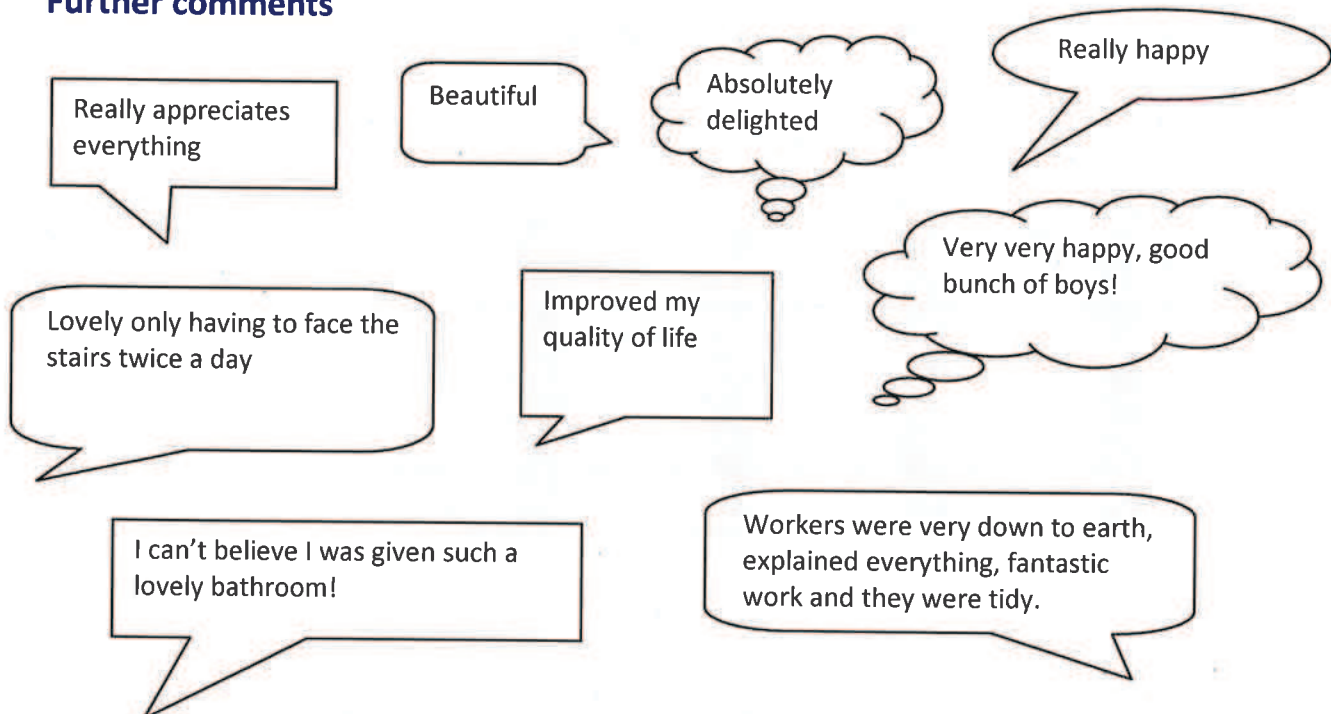 Further comments
Really appreciates
everything
Beautiful
Absolutely
delighted
Really happy
Lovely only having to face the
stairs twice a day
Improved my
quality of life
Very very happy, good
bunch of boys!
I can't believe I was given such a
lovely bathroom!
Workers were very down to earth,
explained everything, fantastic
work and they were tidy.